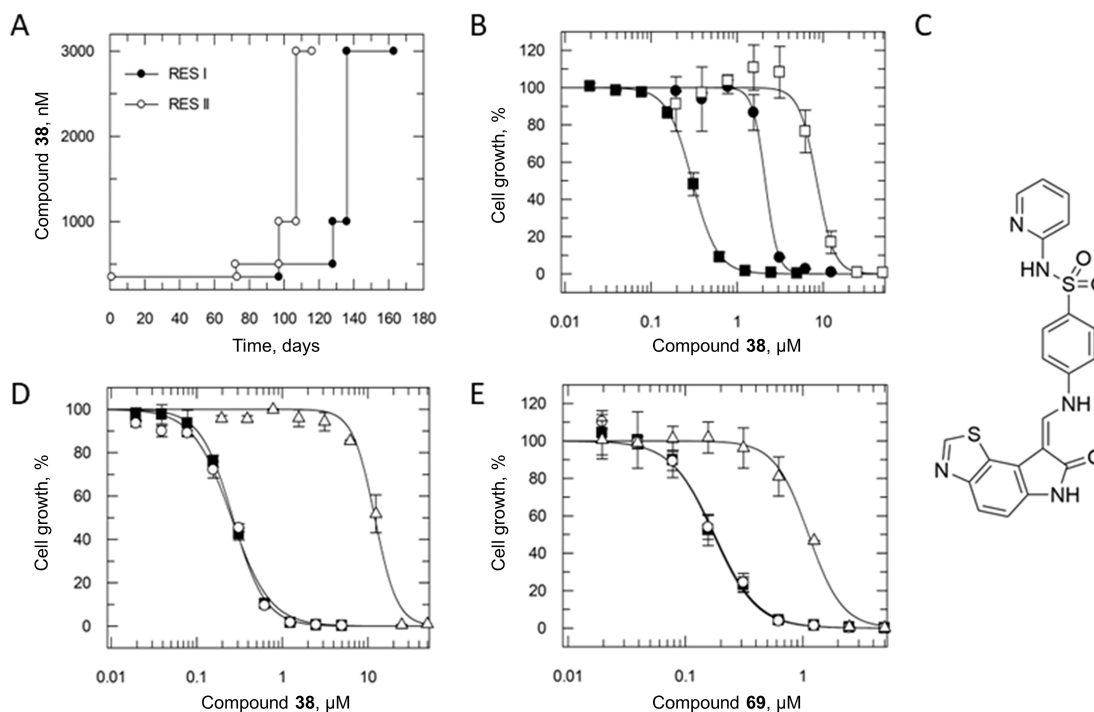 A
3000
2000
1000
RES I
RES II
Compound 38, nM
0 20 40 60 80 100 120 140 160 180
Time, days
B
120
100
80
60
40
20
0
Cell growth, %
0.01 0.1 1 10
Compound 38, µM
C
N
HN
S
O
O
NH
S
N
O
NH
D
100
80
60
40
20
0
Cell growth, %
0.01 0.1 1 10
Compound 38, µM
E
120
100
80
60
40
20
0
Cell growth, %
0.01 0.1 1
Compound 69, µM